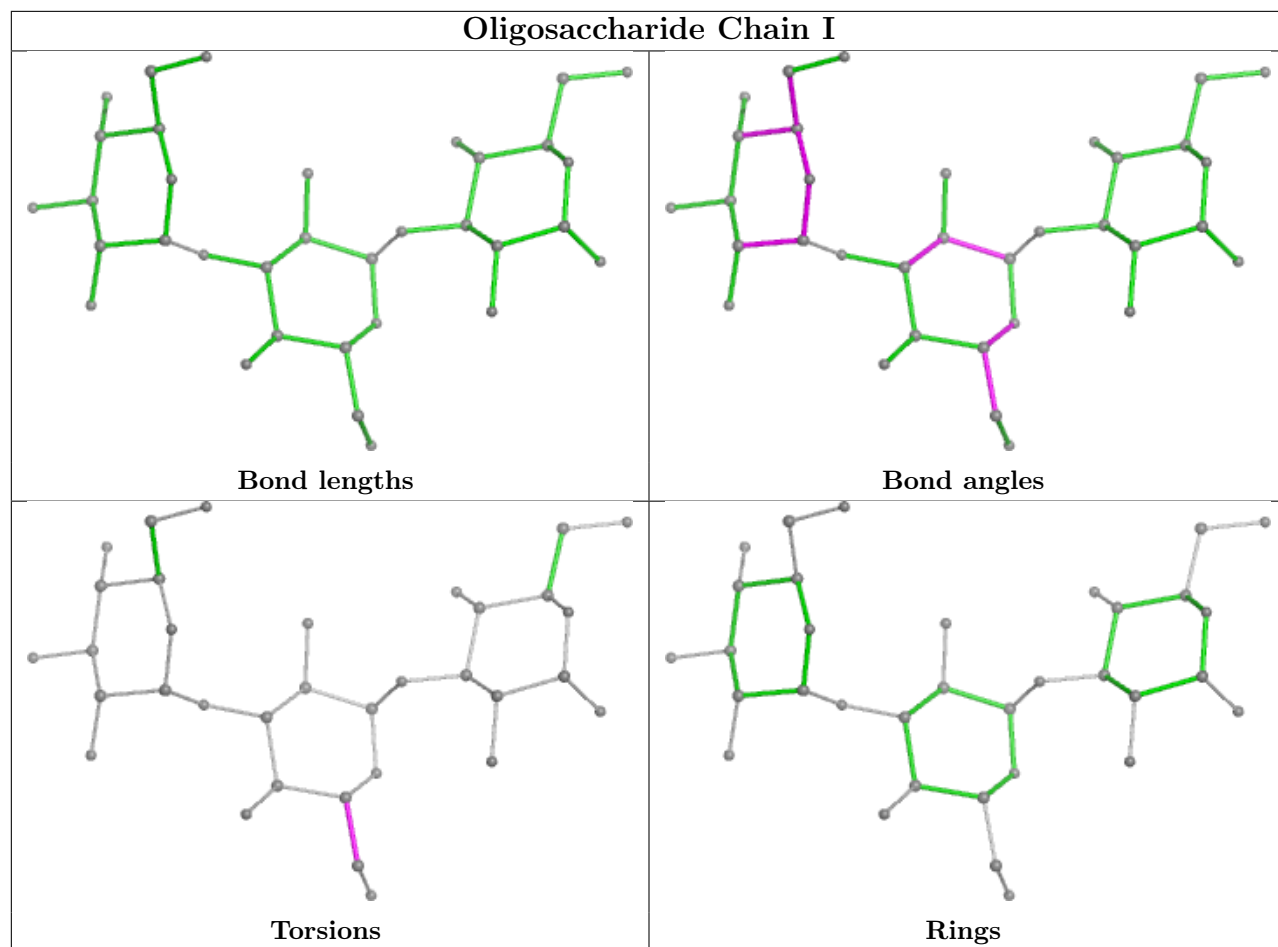 Oligosaccharide Chain I
Bond lengths
Bond angles
Torsions
Rings